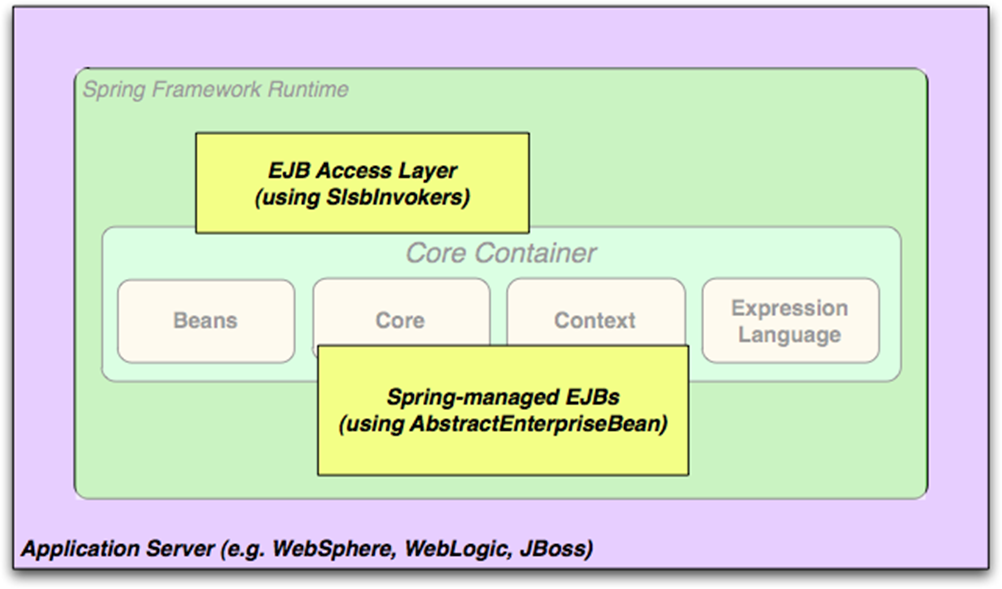 Spring Framework Runtime
EJB Access Layer
(using SlsbInvokers)
Core Container
Beans
Core
Context
Expression
Language
Spring-managed EJBs
(using AbstractEnterpriseBean)
Application Server (e.g. WebSphere, WebLogic, JBoss)